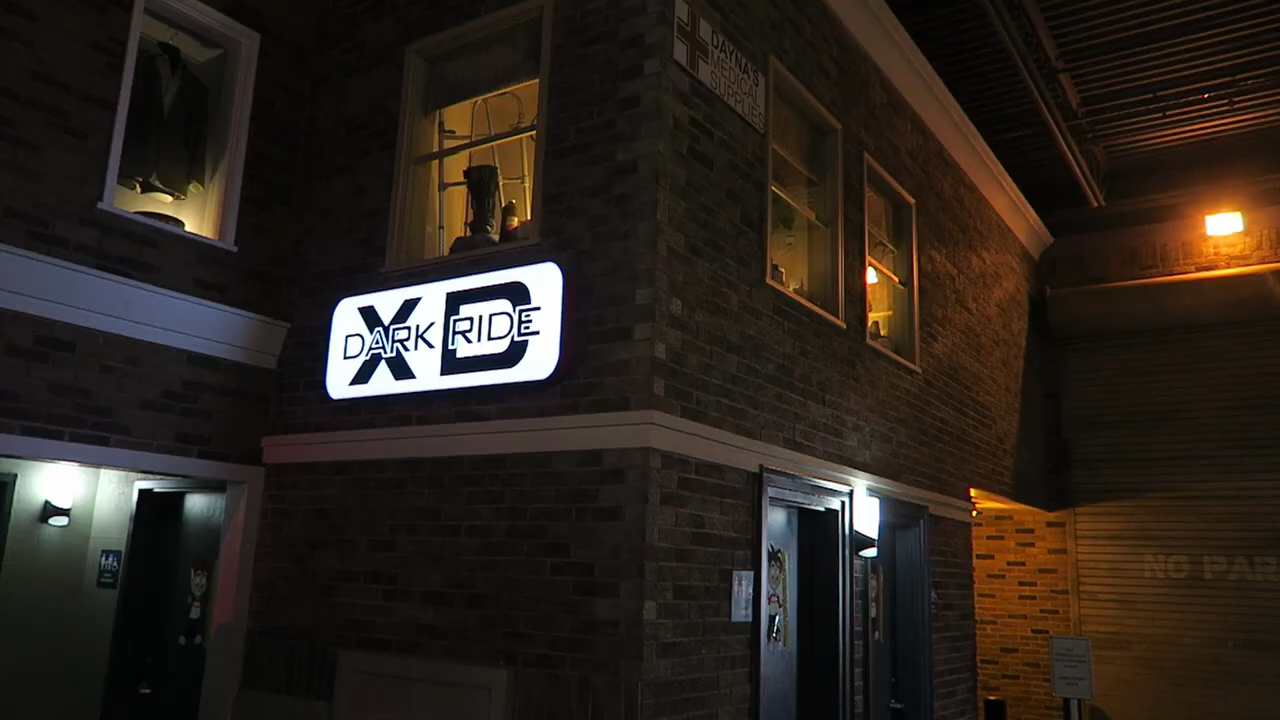 DAYNA'S
MEDICAL
SUPPLIES
XD
DARK RIDE
NO PAR